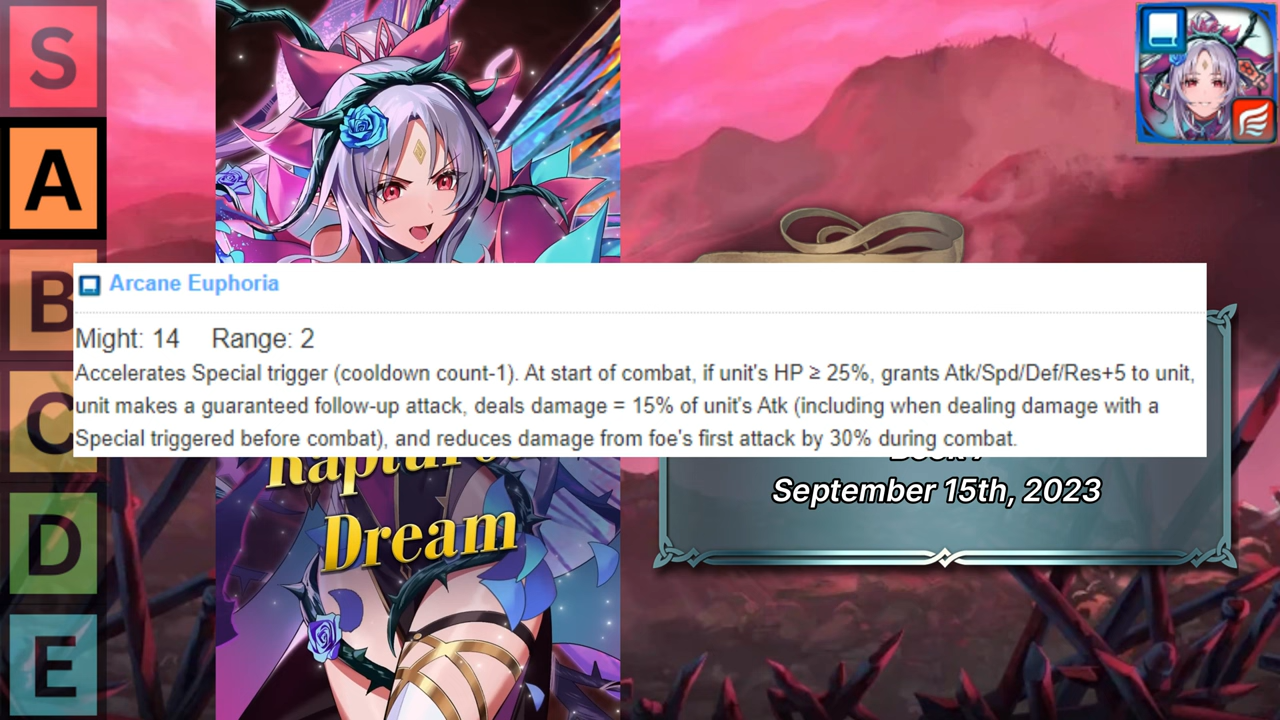 S
A
B
C
D
E
Arcane Euphoria
Might: 14 Range: 2
Accelerates Special trigger (cooldown count-1). At start of combat, if unit's HP ≥ 25%, grants Atk/Spd/Def/Res+5 to unit,
unit makes a guaranteed follow-up attack, deals damage = 15% of unit's Atk (including when dealing damage with a
Special triggered before combat), and reduces damage from foe's first attack by 30% during combat.
Dream
September 15th, 2023